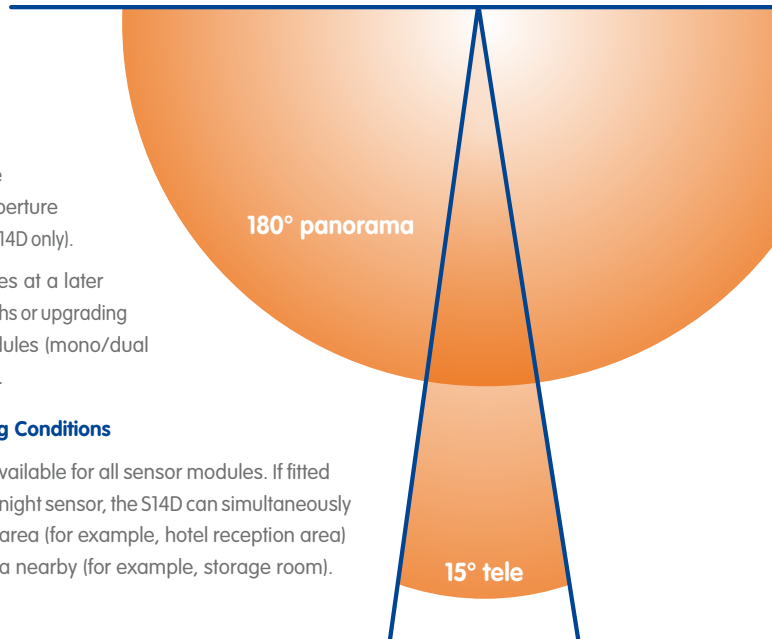 perture
14D only).
es at a later
hs or upgrading
dules (mono/dual
g Conditions
vailable for all sensor modules. If fitted
night sensor, the S14D can simultaneously
area (for example, hotel reception area)
a nearby (for example, storage room).
180° panorama
15° tele